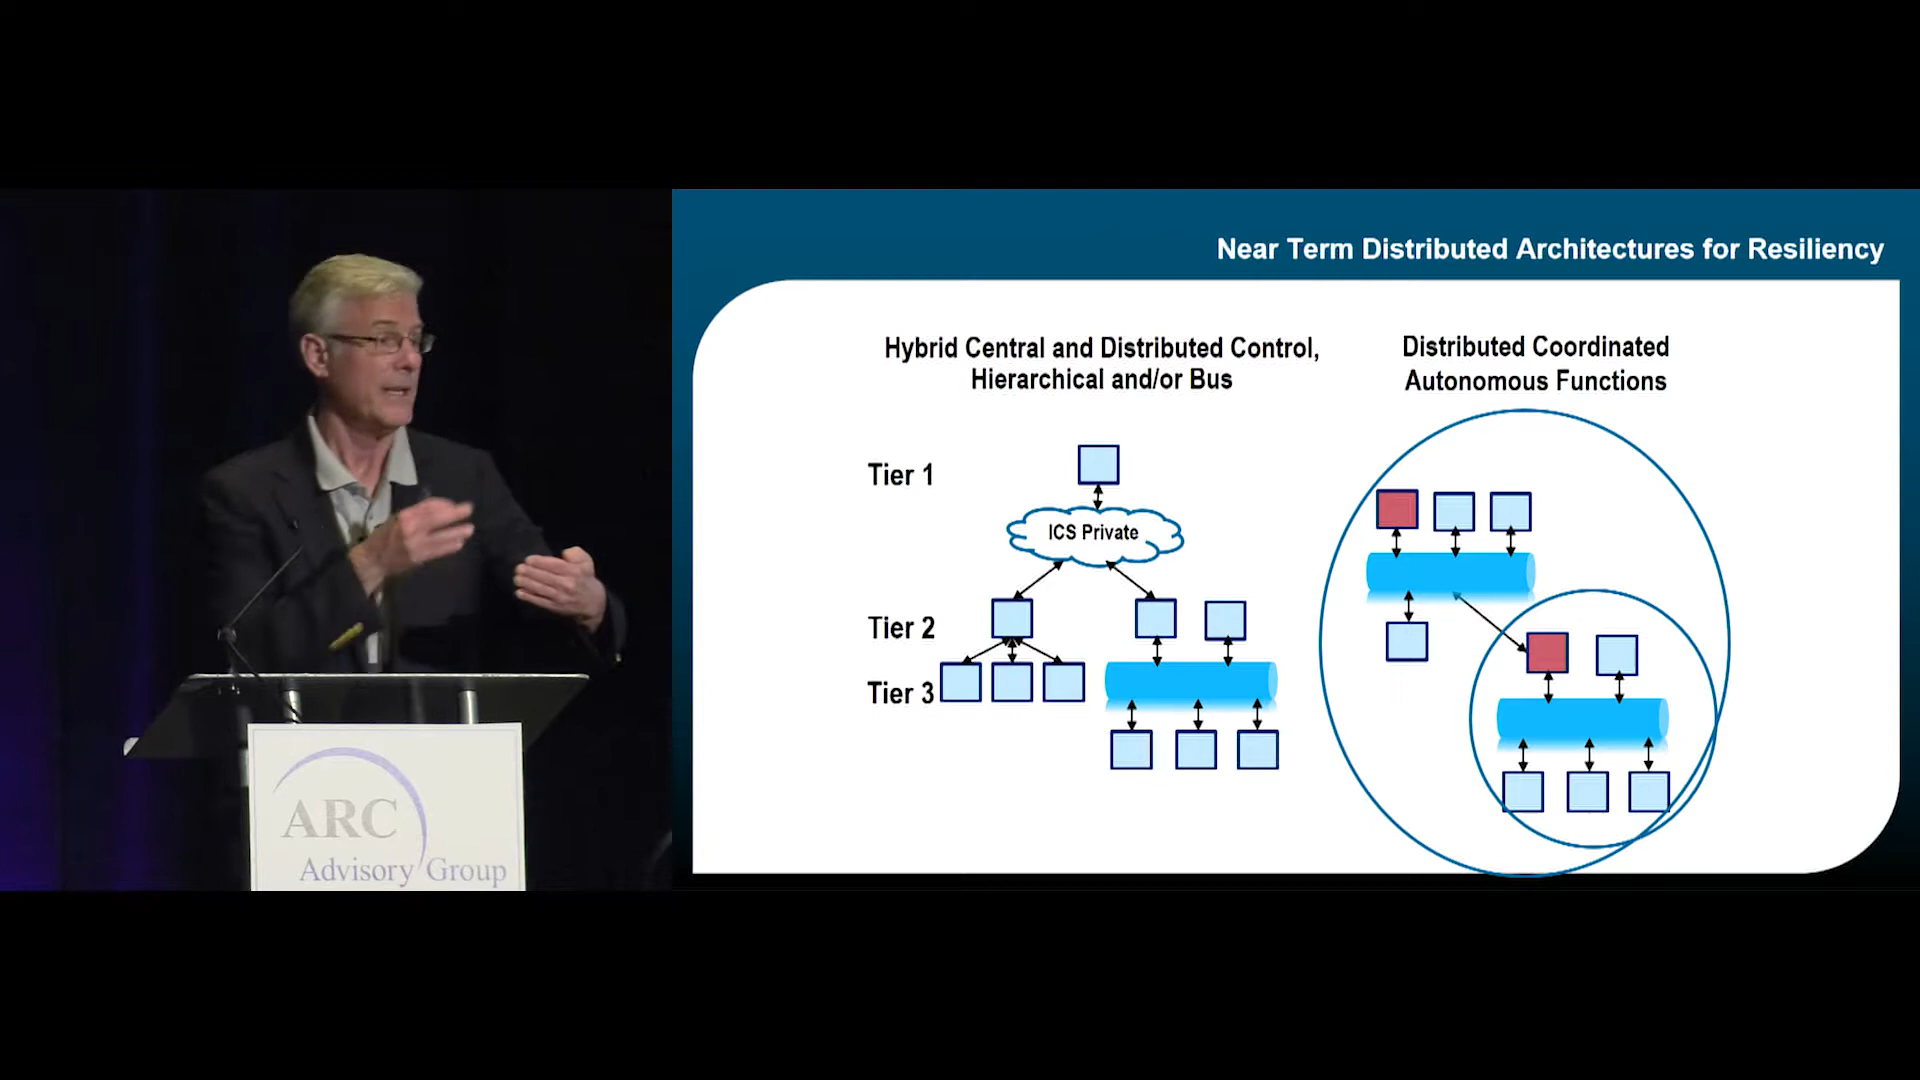 Near Term Distributed Architectures for Resiliency
Hybrid Central and Distributed Control,
Hierarchical and/or Bus
Distributed Coordinated
Autonomous Functions
Tier 1
ICS Private
Tier 2
Tier 3
ARC
Advisory Group